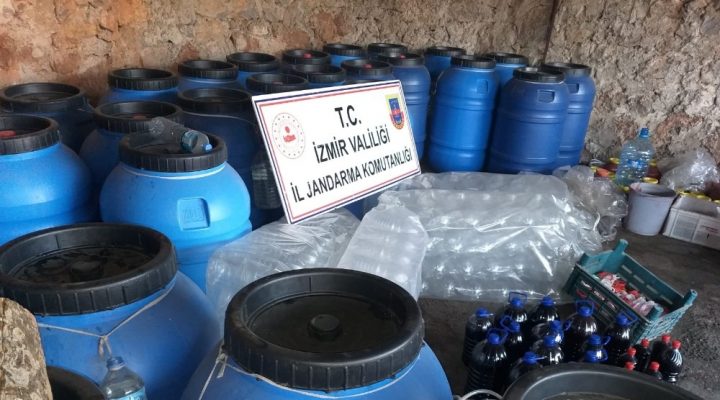 T.C.
İZMİR VALİLİĞİ
İL JANDARMA KOMUTANLIĞI